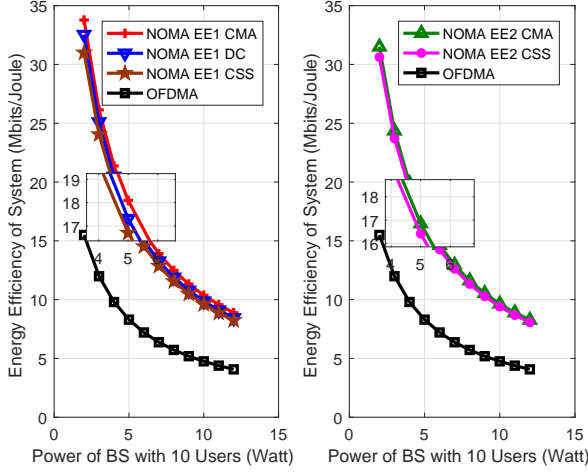 35
30
25
20
15
10
5
0
0 5 10 15
Energy Efficiency of System (Mbits/Joule)
Power of BS with 10 Users (Watt)
NOMA EE1 CMA
NOMA EE1 DC
NOMA EE1 CSS
OFDMA
19
18
17
4 5 6
35
30
25
20
15
10
5
0
0 5 10 15
Energy Efficiency of System (Mbits/Joule)
Power of BS with 10 Users (Watt)
NOMA EE2 CMA
NOMA EE2 CSS
OFDMA
18
17
16
4 5 6